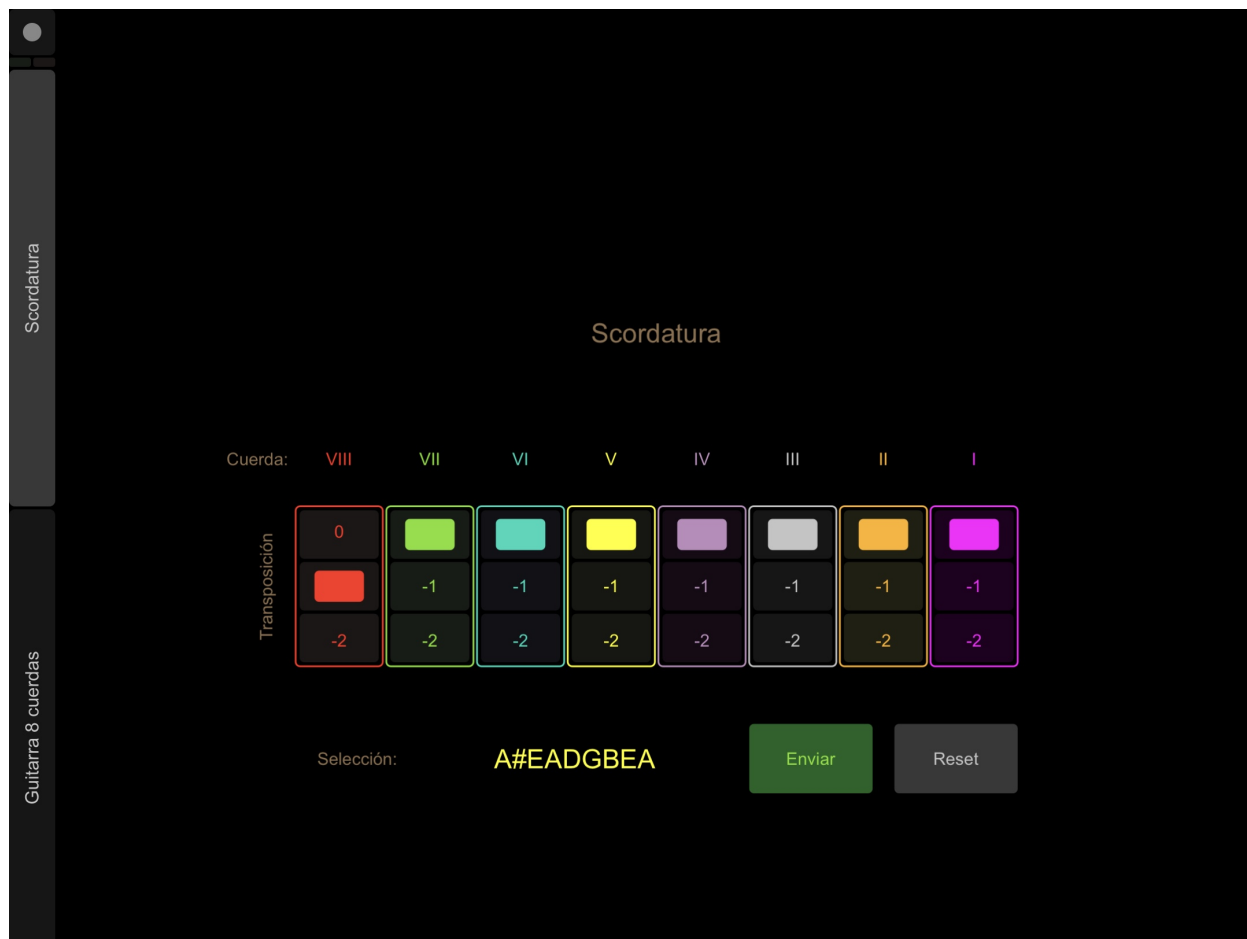 Scordatura
Guitarra 8 cuerdas
Scordatura
Cuerda: VIII VII VI V IV III II I
Transposición
0
-1 -1 -1 -1 -1 -1 -1
-2 -2 -2 -2 -2 -2 -2 -2
Selección: A#EADGBEA Enviar Reset